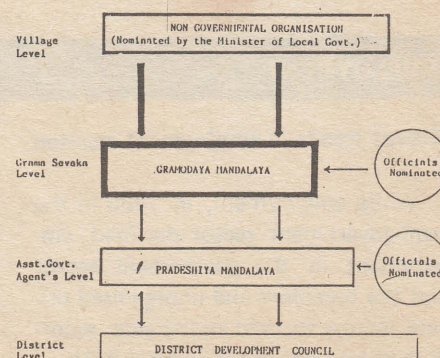 NON GOVERNMENTAL ORGANISATION
Village
(Nominated by the Minister of Local Govt.)
Level
Grama Sevaka
Level
GRAMODAYA MANDALAYA
Officials
Nominated
Asst.Govt.
Agent's Level
PRADESHIYA MANDALAYA
Officials
Nominated
District
Level
DISTRICT DEVELOPMENT COUNCIL